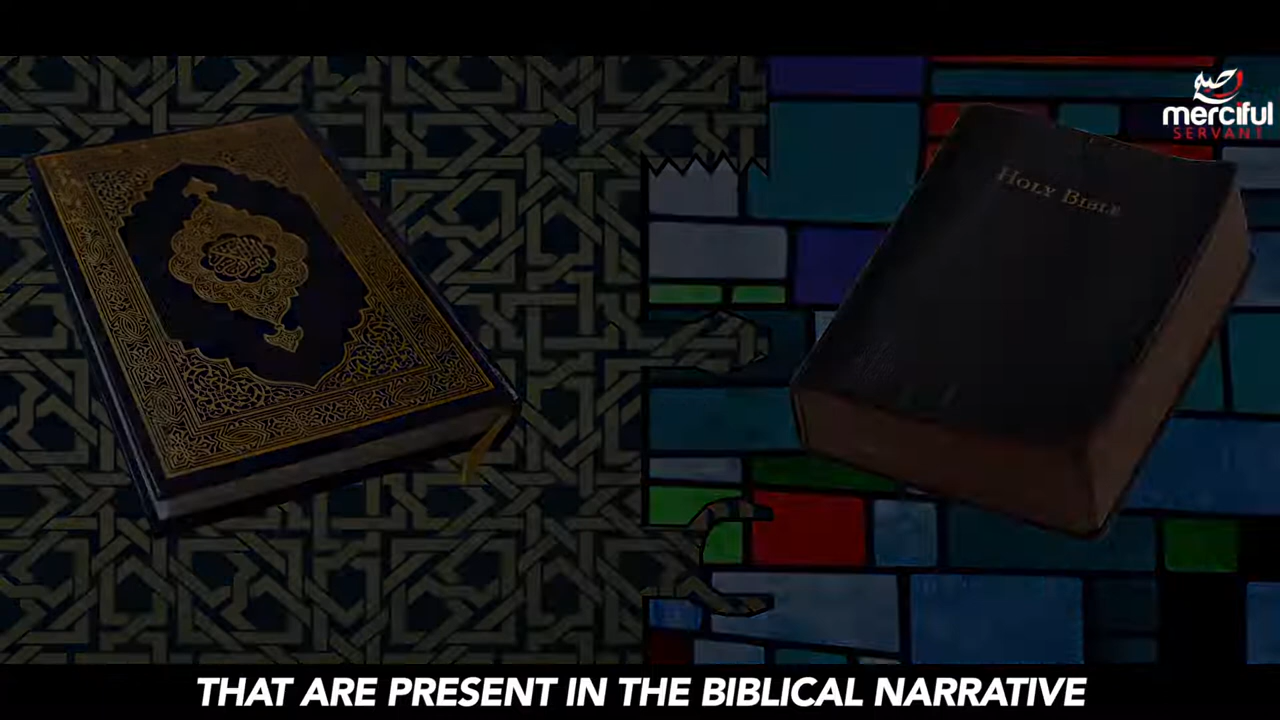 merciful
SERVANT
HOLY BIBLE
THAT ARE PRESENT IN THE BIBLICAL NARRATIVE